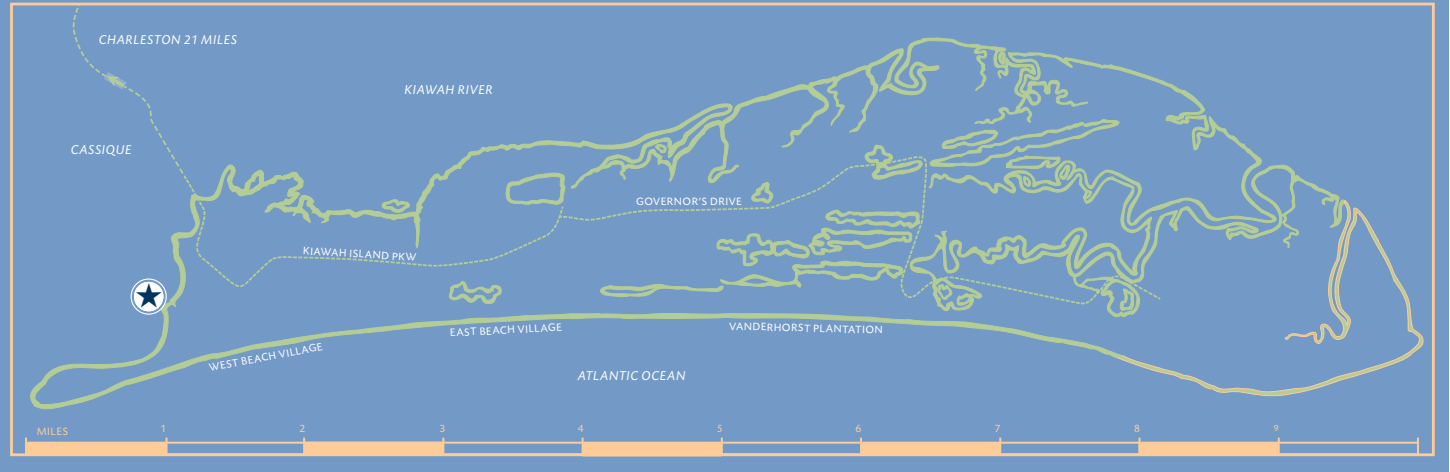 CHARLESTON 21 MILES
KIAWAH RIVER
CASSIQUE
GOVERNOR'S DRIVE
KIAWAH ISLAND PKW
EAST BEACH VILLAGE
VANDERHORST PLANTATION
WEST BEACH VILLAGE
ATLANTIC OCEAN
MILES 1 2 3 4 5 6 7 8 9